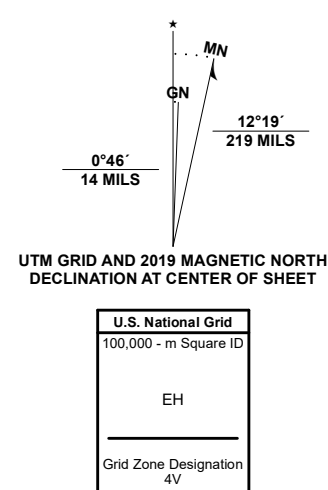 ★
MN
GN
12°19´
219 MILS
0°46´
14 MILS
UTM GRID AND 2019 MAGNETIC NORTH
DECLINATION AT CENTER OF SHEET
U.S. National Grid
100,000 - m Square ID
EH
Grid Zone Designation
4V